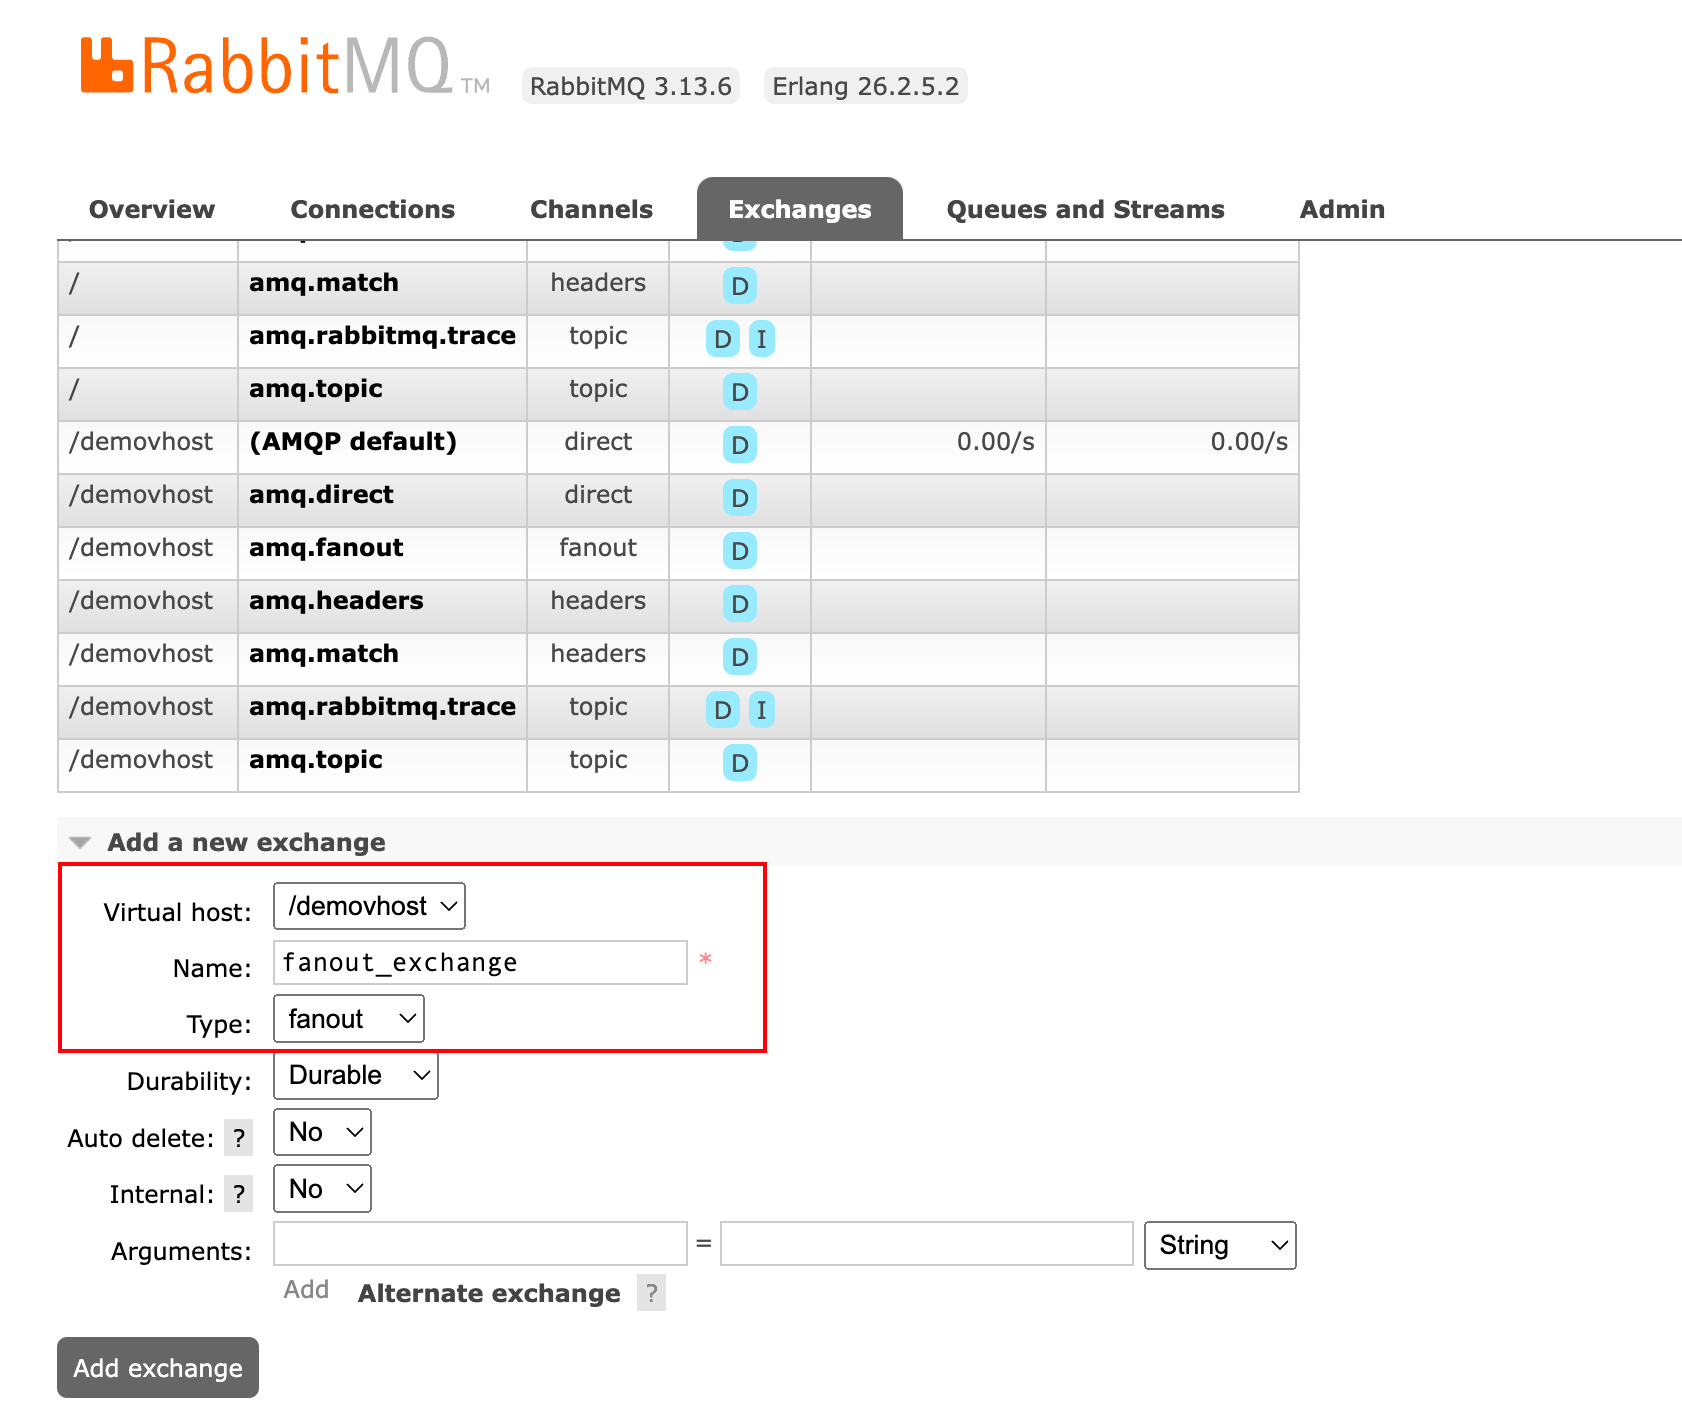 RabbitMQ TM RabbitMQ 3.13.6 Erlang 26.2.5.2
Overview Connections Channels Exchanges Queues and Streams Admin
/ amq.match headers D
/ amq.rabbitmq.trace topic D I
/ amq.topic topic D
/demovhost (AMQP default) direct D 0.00/s 0.00/s
/demovhost amq.direct direct D
/demovhost amq.fanout fanout D
/demovhost amq.headers headers D
/demovhost amq.match headers D
/demovhost amq.rabbitmq.trace topic D I
/demovhost amq.topic topic D
Add a new exchange
Virtual host: /demovhost
Name: fanout_exchange *
Type: fanout
Durability: Durable
Auto delete: ? No
Internal: ? No
Arguments: = String
Add Alternate exchange ?
Add exchange